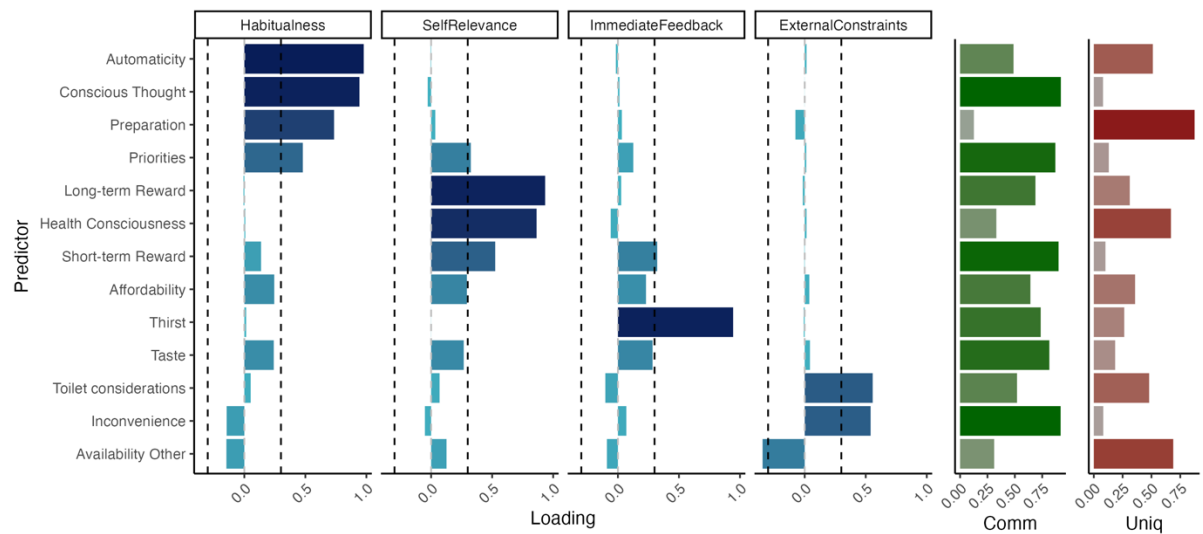 Habitualness SelfRelevance ImmediateFeedback ExternalConstraints
Predictor
Automaticity
Conscious Thought
Preparation
Priorities
Long-term Reward
Health Consciousness
Short-term Reward
Affordability
Thirst
Taste
Toilet considerations
Inconvenience
Availability Other
0.0 0.5 1.0 0.0 0.5 1.0 0.0 0.5 1.0 0.0 0.5 1.0 0.00 0.25 0.50 0.75 0.00 0.25 0.50 0.75
Loading Comm Uniq